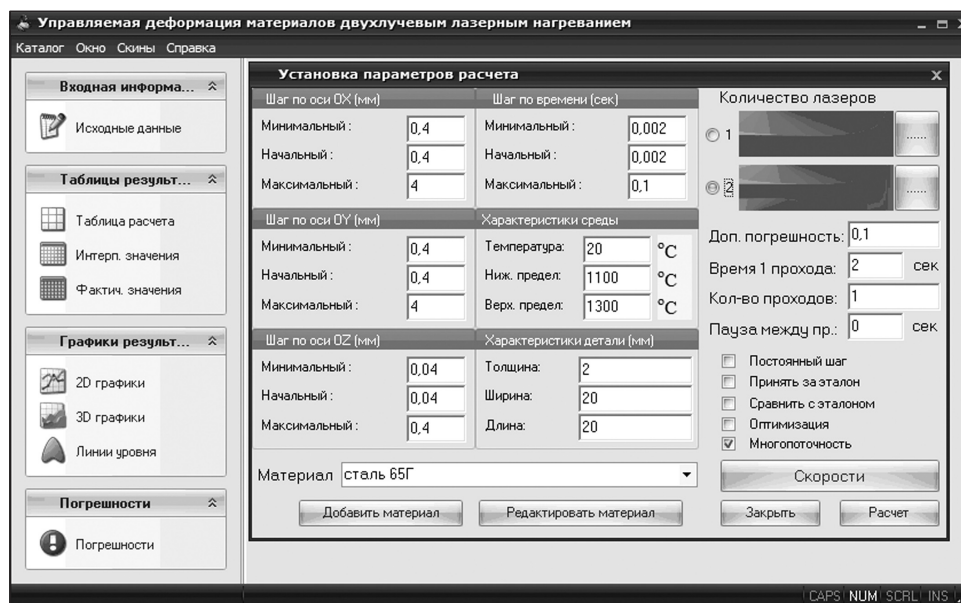 Управляемая деформация материалов двухлучевым лазерным нагреванием
Каталог Окно Скины Справка
Входная информа...
Исходные данные
Таблицы результ...
Таблица расчета
Интерп. значения
Фактич. значения
Графики результ...
2D графики
3D графики
Линии уровня
Погрешности
Погрешности
Установка параметров расчета
Шаг по оси OX (мм)
Минимальный: 0,4
Начальный: 0,4
Максимальный: 4
Шаг по оси OY (мм)
Минимальный: 0,4
Начальный: 0,4
Максимальный: 4
Шаг по оси OZ (мм)
Минимальный: 0,04
Начальный: 0,04
Максимальный: 0,4
Шаг по времени (сек)
Минимальный: 0,002
Начальный: 0,002
Максимальный: 0,1
Характеристики среды
Температура: 20 °C
Ниж. предел: 1100 °C
Верх. предел: 1300 °C
Характеристики детали (мм)
Толщина: 2
Ширина: 20
Длина: 20
Материал сталь 65Г
Добавить материал Редактировать материал
Количество лазеров
1 ......
2 ......
Доп. погрешность: 0,1
Время 1 прохода: 2 сек
Кол-во проходов: 1
Пауза между пр.: 0 сек
Постоянный шаг
Принять за эталон
Сравнить с эталоном
Оптимизация
Многопоточность
Скорости
Закрыть Расчет
CAPS NUM SCRL INS